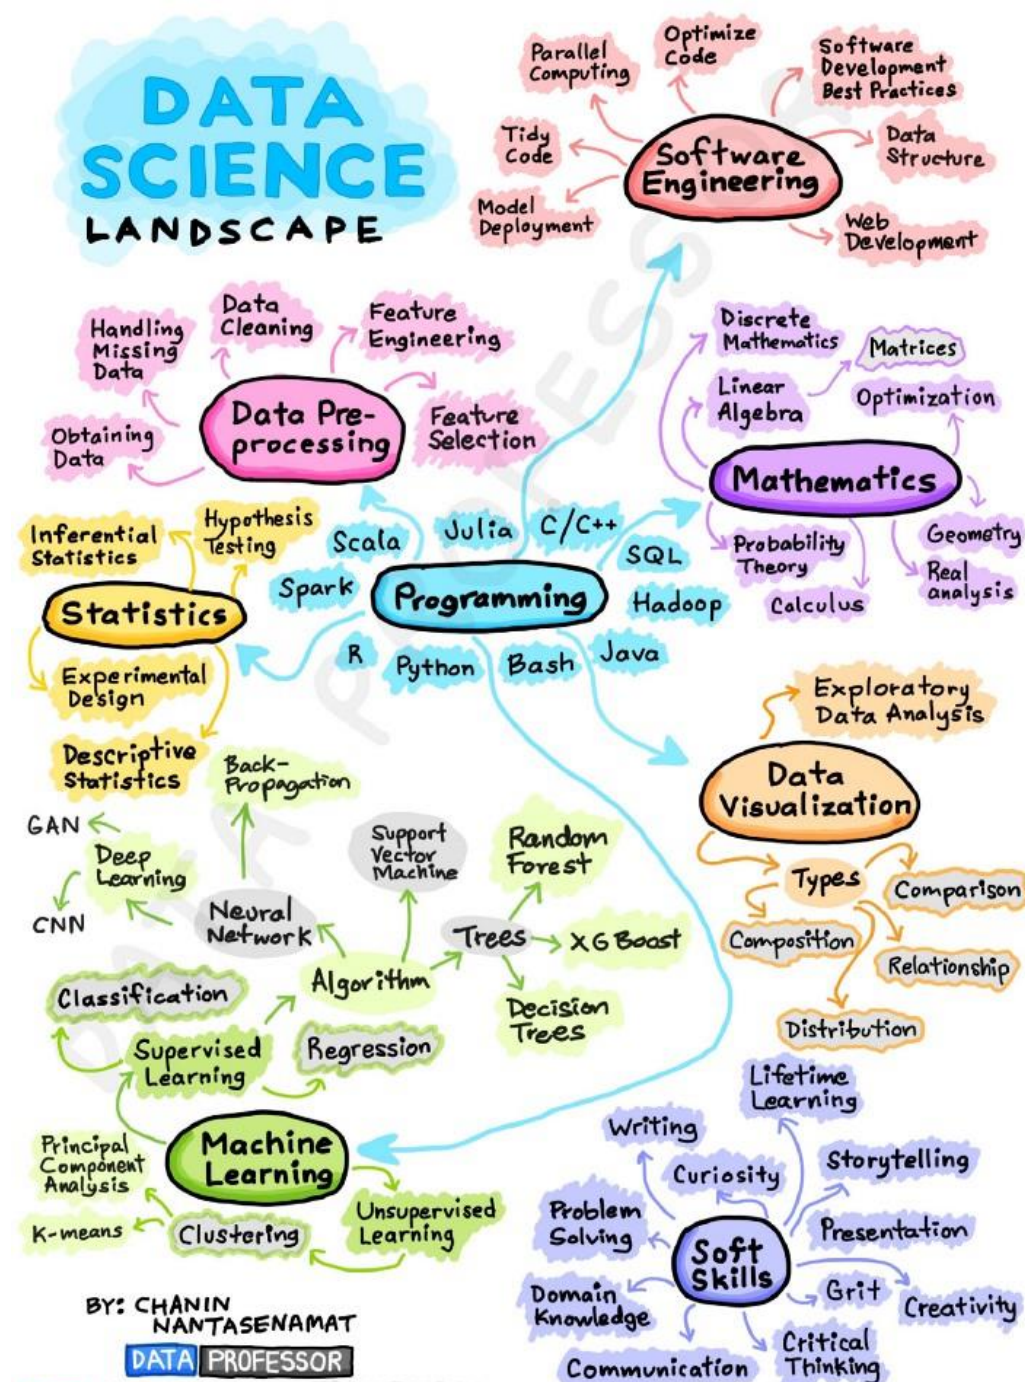 DATA
SCIENCE
LANDSCAPE
Parallel
Computing
Optimize
Code
Software
Development
Best Practices
Tidy
Code
Software
Engineering
Data
Structure
Model
Deployment
Web
Development
Handling
Missing
Data
Data
Cleaning
Feature
Engineering
Obtaining
Data
Data Pre-
processing
Feature
Selection
Discrete
Mathematics
Matrices
Linear
Algebra
Optimization
Mathematics
Probability
Theory
Calculus
Geometry
Real
analysis
Inferential
Statistics
Hypothesis
Testing
Statistics
Experimental
Design
Descriptive
Statistics
Scala
Julia
C/C++
SQL
Spark
Programming
Hadoop
R
Python
Bash
Java
Exploratory
Data Analysis
Data
Visualization
Types
Comparison
Composition
Relationship
Distribution
Back-
Propagation
GAN
Deep
Learning
CNN
Neural
Network
Support
Vector
Machine
Random
Forest
Trees
XGBoost
Algorithm
Decision
Trees
Classification
Supervised
Learning
Regression
Machine
Learning
Principal
Component
Analysis
K-means
Clustering
Unsupervised
Learning
Lifetime
Learning
Writing
Curiosity
Storytelling
Problem
Solving
Presentation
Soft
Skills
Domain
Knowledge
Grit
Creativity
Communication
Critical
Thinking
BY: CHANIN
NANTASENAMAT
DATA PROFESSOR
DATA PROFESSOR